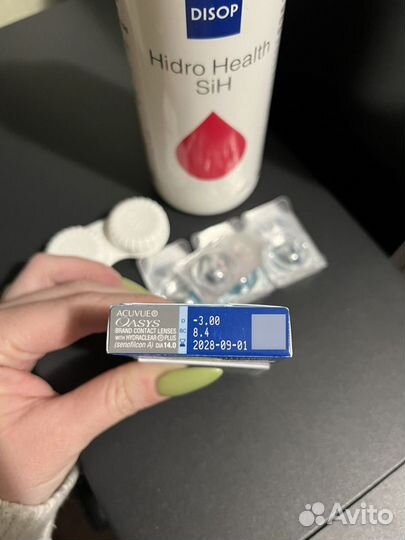 DISOP
Hidro Health
SiH
ACUVUE®
OASYS
BRAND CONTACT LENSES
WITH HYDRACLEAR® PLUS
(senofilcon A) DIA 14.0
D -3.00
BC 8.4
2028-09-01
Avito